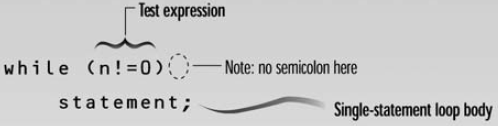 Test expression
while (n!=0) Note: no semicolon here
statement;
Single-statement loop body